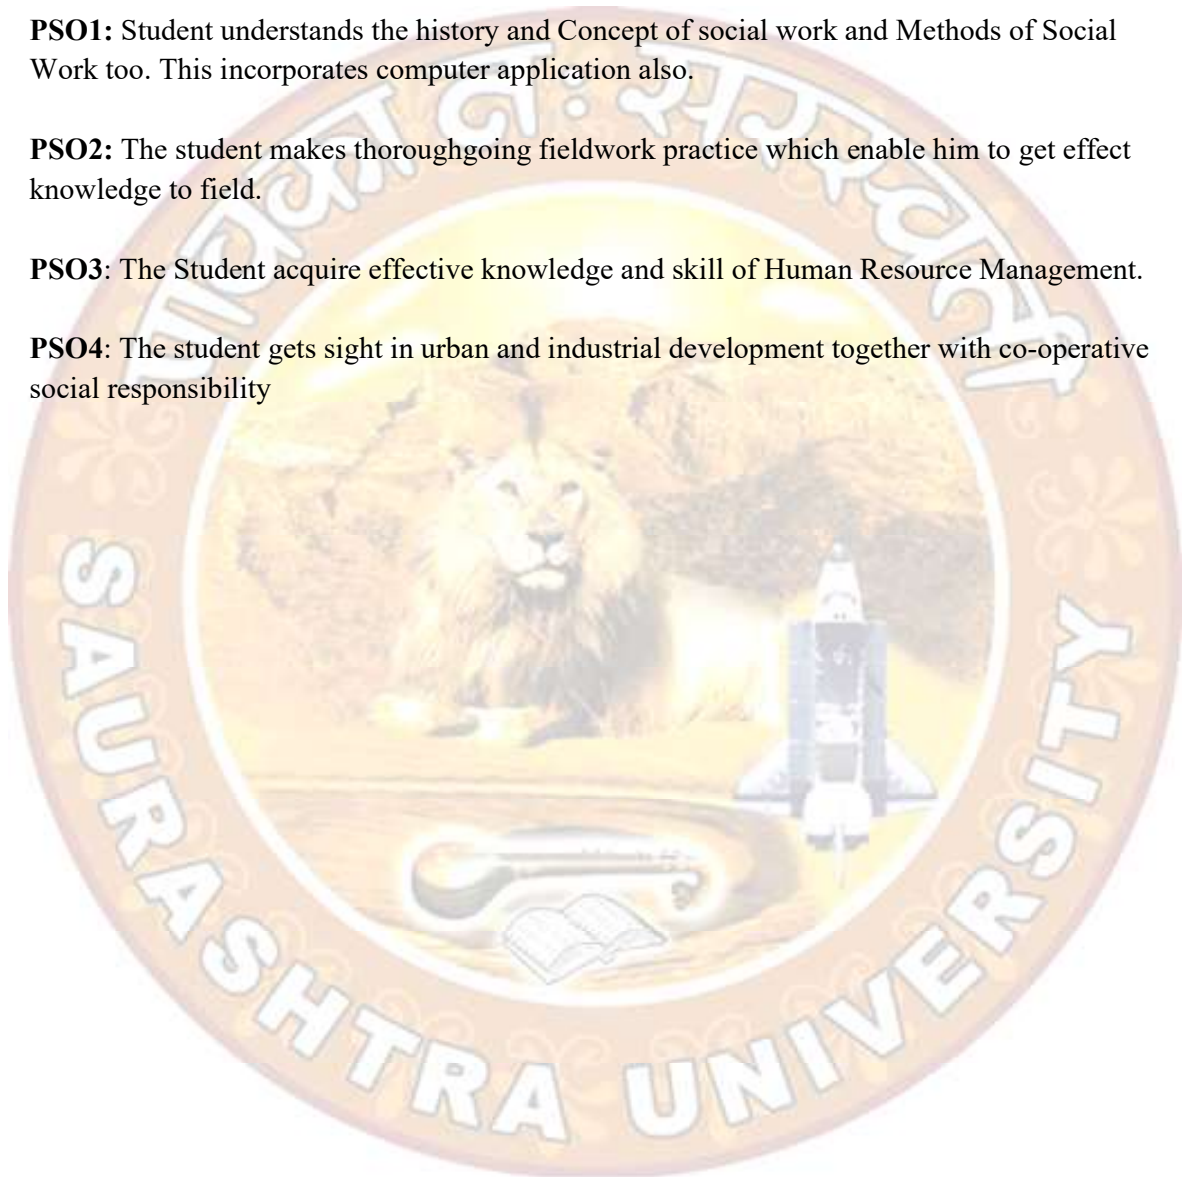 PSO1: Student understands the history and Concept of social work and Methods of Social
Work too. This incorporates computer application also.
PSO2: The student makes thoroughgoing fieldwork practice which enable him to get effect
knowledge to field.
PSO3: The Student acquire effective knowledge and skill of Human Resource Management.
PSO4: The student gets sight in urban and industrial development together with co-operative
social responsibility
पावका नः सरस्वती
SAURASHTRA UNIVERSITY